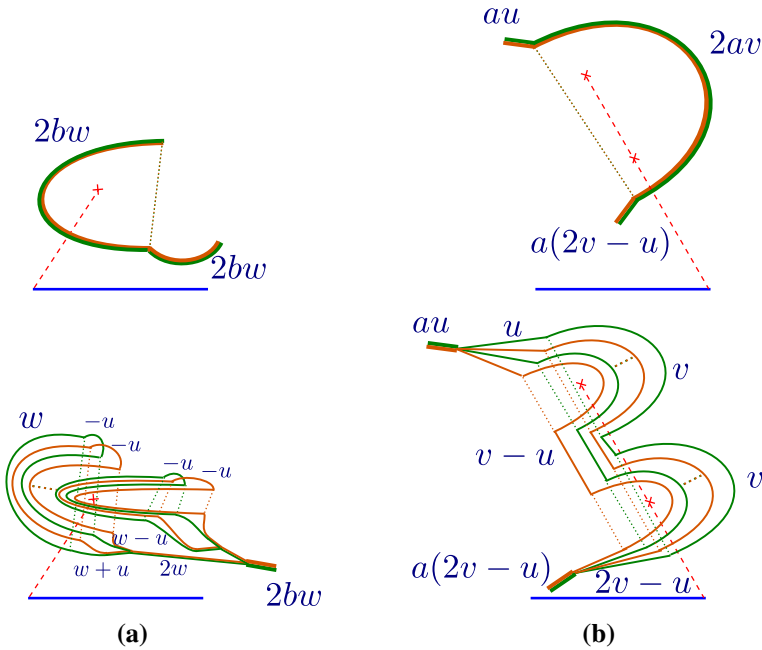 2bw
2bw
au
2av
a(2v − u)
w
−u
−u
−u
−u
w − u
w + u
2w
2bw
au
u
v
v − u
v
a(2v − u)
2v − u
(a)
(b)